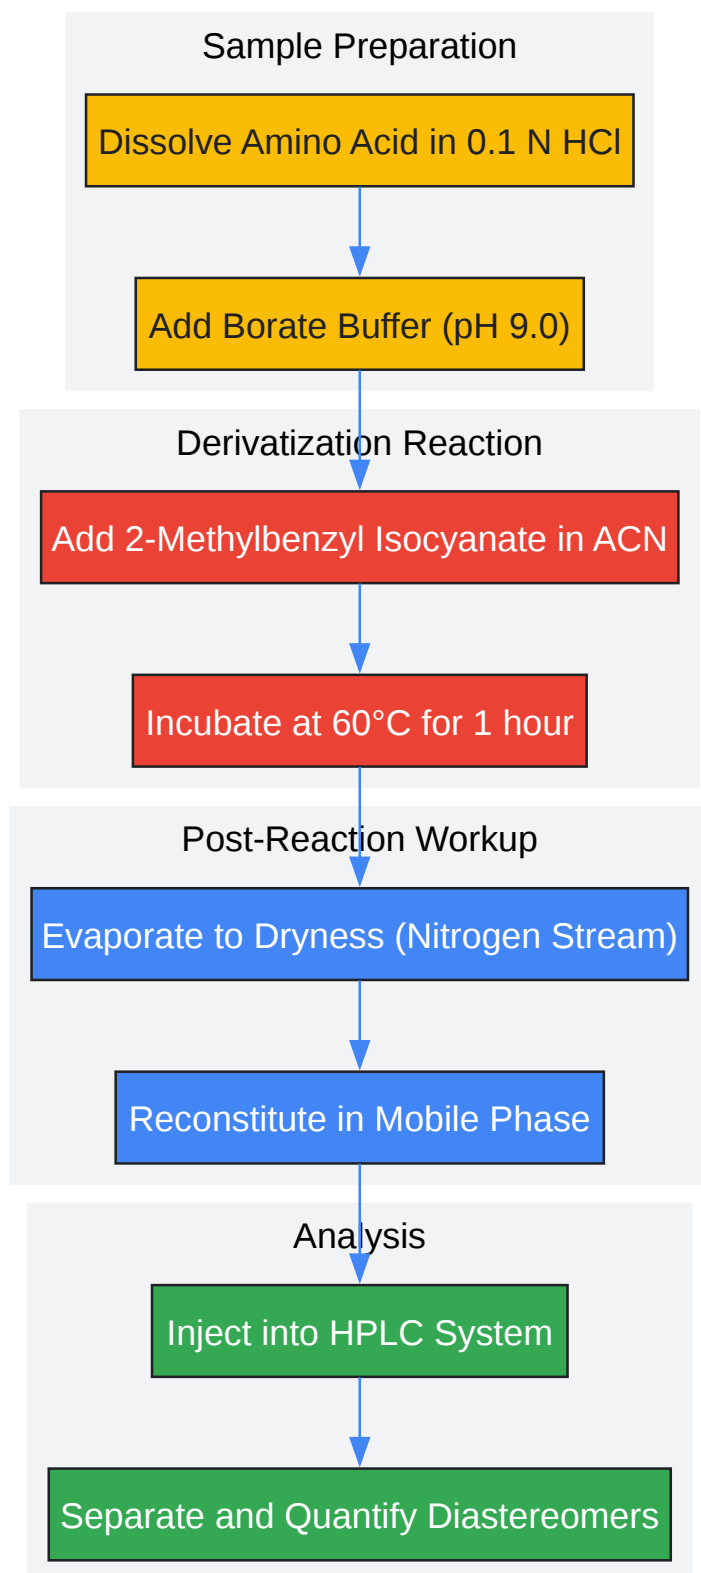 Sample Preparation
Dissolve Amino Acid in 0.1 N HCl
Add Borate Buffer (pH 9.0)
Derivatization Reaction
Add 2-Methylbenzyl Isocyanate in ACN
Incubate at 60°C for 1 hour
Post-Reaction Workup
Evaporate to Dryness (Nitrogen Stream)
Reconstitute in Mobile Phase
Analysis
Inject into HPLC System
Separate and Quantify Diastereomers